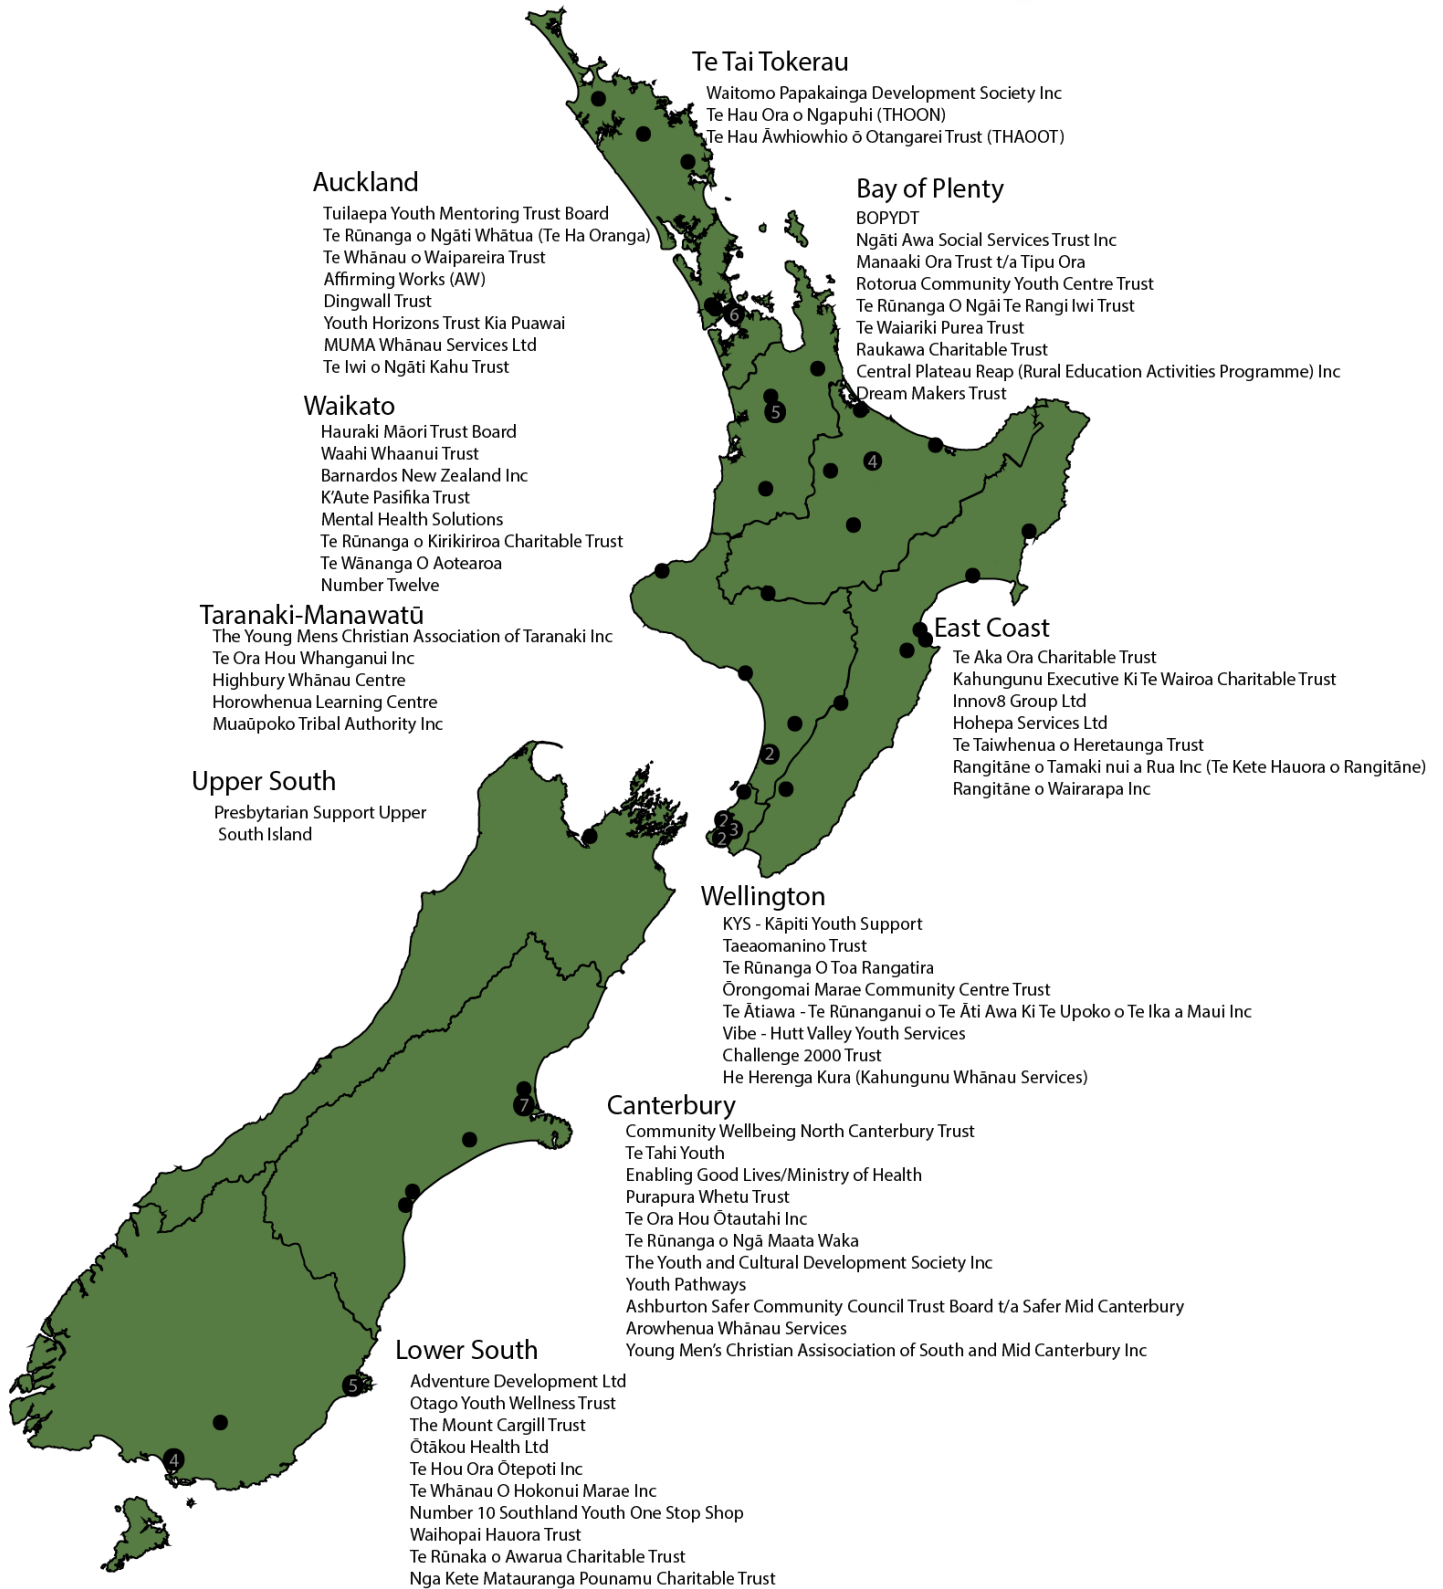 Te Tai Tokerau
Waitomo Papakainga Development Society Inc
Te Hau Ora o Ngapuhi (THOON)
Te Hau Āwhiowhio ō Otangarei Trust (THAOOT)
Auckland
Tuilaepa Youth Mentoring Trust Board
Te Rūnanga o Ngāti Whātua (Te Ha Oranga)
Te Whānau o Waipareira Trust
Affirming Works (AW)
Dingwall Trust
Youth Horizons Trust Kia Puawai
MUMA Whānau Services Ltd
Te Iwi o Ngāti Kahu Trust
Bay of Plenty
BOPYDT
Ngāti Awa Social Services Trust Inc
Manaaki Ora Trust t/a Tipu Ora
Rotorua Community Youth Centre Trust
Te Rūnanga O Ngāi Te Rangi Iwi Trust
Te Waiariki Purea Trust
Raukawa Charitable Trust
Central Plateau Reap (Rural Education Activities Programme) Inc
Dream Makers Trust
6
5
4
Waikato
Hauraki Māori Trust Board
Waahi Whaanui Trust
Barnardos New Zealand Inc
K’Aute Pasifika Trust
Mental Health Solutions
Te Rūnanga o Kirikiriroa Charitable Trust
Te Wānanga O Aotearoa
Number Twelve
Taranaki-Manawatū
The Young Mens Christian Association of Taranaki Inc
Te Ora Hou Whanganui Inc
Highbury Whānau Centre
Horowhenua Learning Centre
Muaūpoko Tribal Authority Inc
East Coast
Te Aka Ora Charitable Trust
Kahungunu Executive Ki Te Wairoa Charitable Trust
Innov8 Group Ltd
Hohepa Services Ltd
Te Taiwhenua o Heretaunga Trust
Rangitāne o Tamaki nui a Rua Inc (Te Kete Hauora o Rangitāne)
Rangitāne o Wairarapa Inc
2
2
3
2
Upper South
Presbytarian Support Upper
South Island
Wellington
KYS - Kāpiti Youth Support
Taeaomanino Trust
Te Rūnanga O Toa Rangatira
Ōrongomai Marae Community Centre Trust
Te Ātiawa - Te Rūnanganui o Te Āti Awa Ki Te Upoko o Te Ika a Maui Inc
Vibe - Hutt Valley Youth Services
Challenge 2000 Trust
He Herenga Kura (Kahungunu Whānau Services)
7
Canterbury
Community Wellbeing North Canterbury Trust
Te Tahi Youth
Enabling Good Lives/Ministry of Health
Purapura Whetu Trust
Te Ora Hou Ōtautahi Inc
Te Rūnanga o Ngā Maata Waka
The Youth and Cultural Development Society Inc
Youth Pathways
Ashburton Safer Community Council Trust Board t/a Safer Mid Canterbury
Arowhenua Whānau Services
Young Men’s Christian Assisociation of South and Mid Canterbury Inc
5
4
Lower South
Adventure Development Ltd
Otago Youth Wellness Trust
The Mount Cargill Trust
Ōtākou Health Ltd
Te Hou Ora Ōtepoti Inc
Te Whānau O Hokonui Marae Inc
Number 10 Southland Youth One Stop Shop
Waihopai Hauora Trust
Te Rūnaka o Awarua Charitable Trust
Nga Kete Matauranga Pounamu Charitable Trust